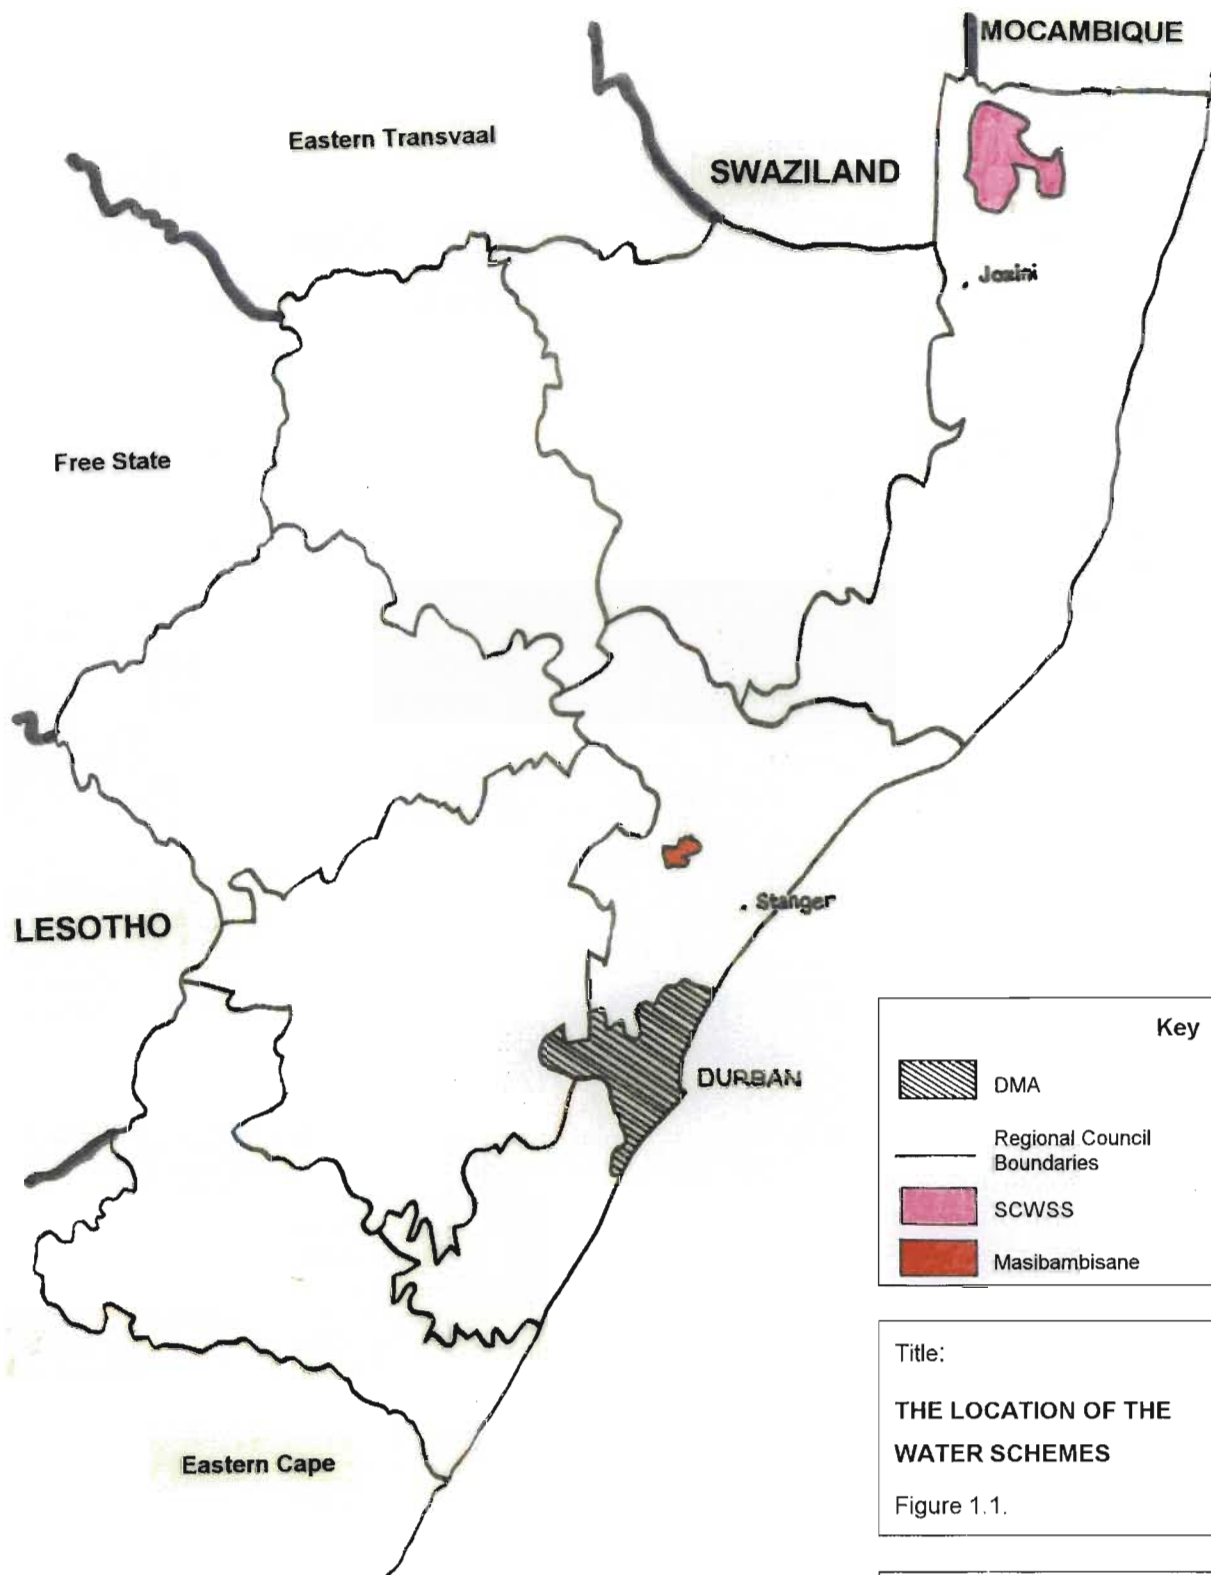 MOCAMBIQUE
Eastern Transvaal
SWAZILAND
Jozini
Free State
LESOTHO
Stanger
DURBAN
Key
DMA
Regional Council
Boundaries
SCWSS
Masibambisane
Title:
THE LOCATION OF THE
WATER SCHEMES
Figure 1.1.
Eastern Cape